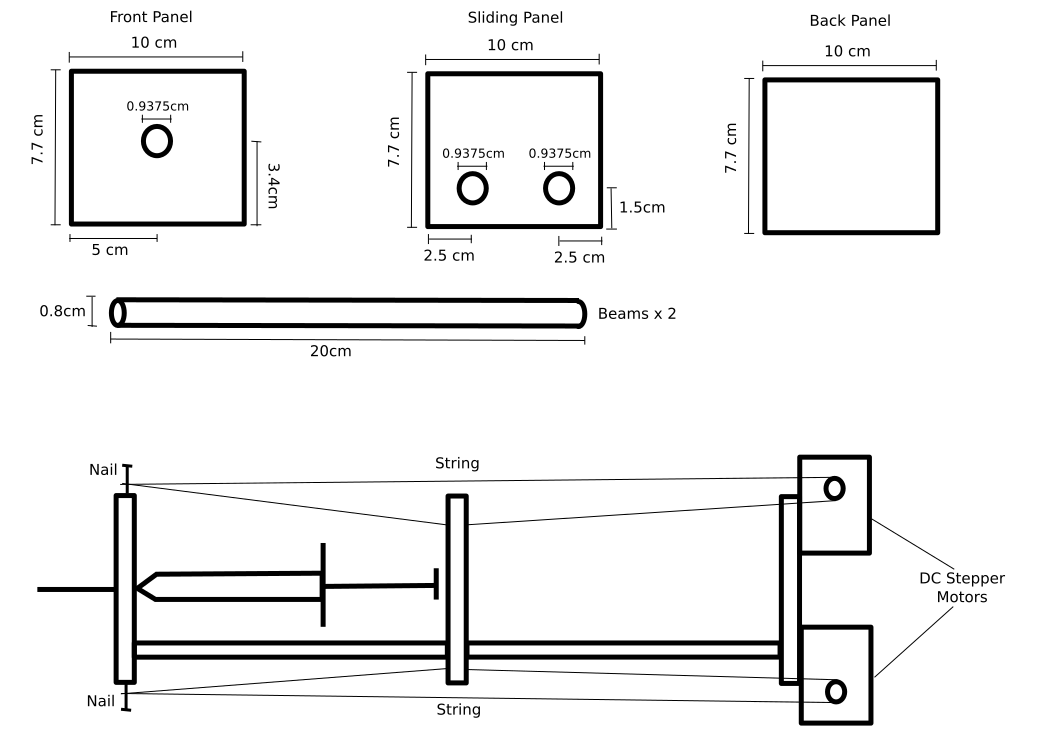 Front Panel
10 cm
7.7 cm
0.9375cm
3.4cm
5 cm
Sliding Panel
10 cm
7.7 cm
0.9375cm
0.9375cm
1.5cm
2.5 cm
2.5 cm
Back Panel
10 cm
7.7 cm
0.8cm
Beams x 2
20cm
Nail
String
DC Stepper
Motors
Nail
String